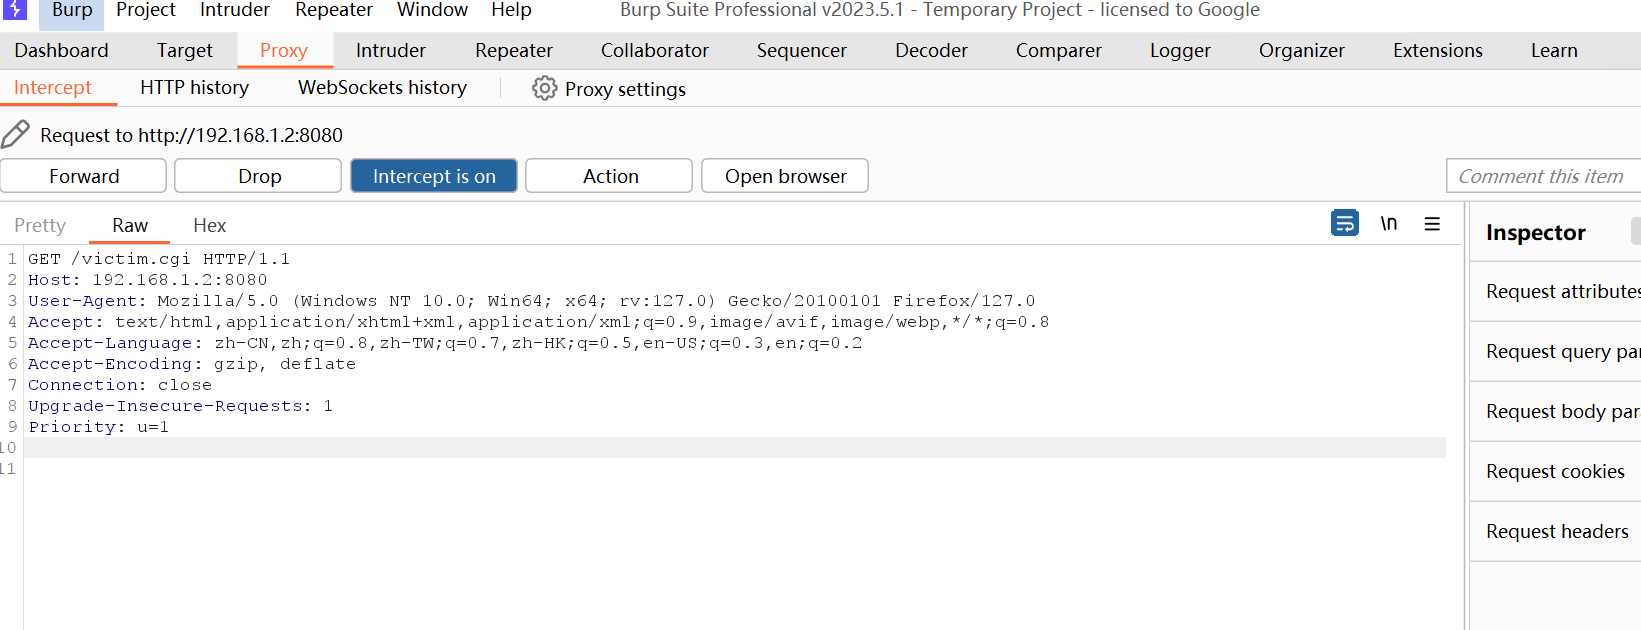 Burp Project Intruder Repeater Window Help Burp Suite Professional v2023.5.1 - Temporary Project - licensed to Google
Dashboard Target Proxy Intruder Repeater Collaborator Sequencer Decoder Comparer Logger Organizer Extensions Learn
Intercept HTTP history WebSockets history Proxy settings
Request to http://192.168.1.2:8080
Forward Drop Intercept is on Action Open browser Comment this item
Pretty Raw Hex \n
Inspector
1 GET /victim.cgi HTTP/1.1
2 Host: 192.168.1.2:8080
3 User-Agent: Mozilla/5.0 (Windows NT 10.0; Win64; x64; rv:127.0) Gecko/20100101 Firefox/127.0
4 Accept: text/html,application/xhtml+xml,application/xml;q=0.9,image/avif,image/webp,*/*;q=0.8
5 Accept-Language: zh-CN,zh;q=0.8,zh-TW;q=0.7,zh-HK;q=0.5,en-US;q=0.3,en;q=0.2
6 Accept-Encoding: gzip, deflate
7 Connection: close
8 Upgrade-Insecure-Requests: 1
9 Priority: u=1
10
11
Request attributes
Request query par
Request body par
Request cookies
Request headers